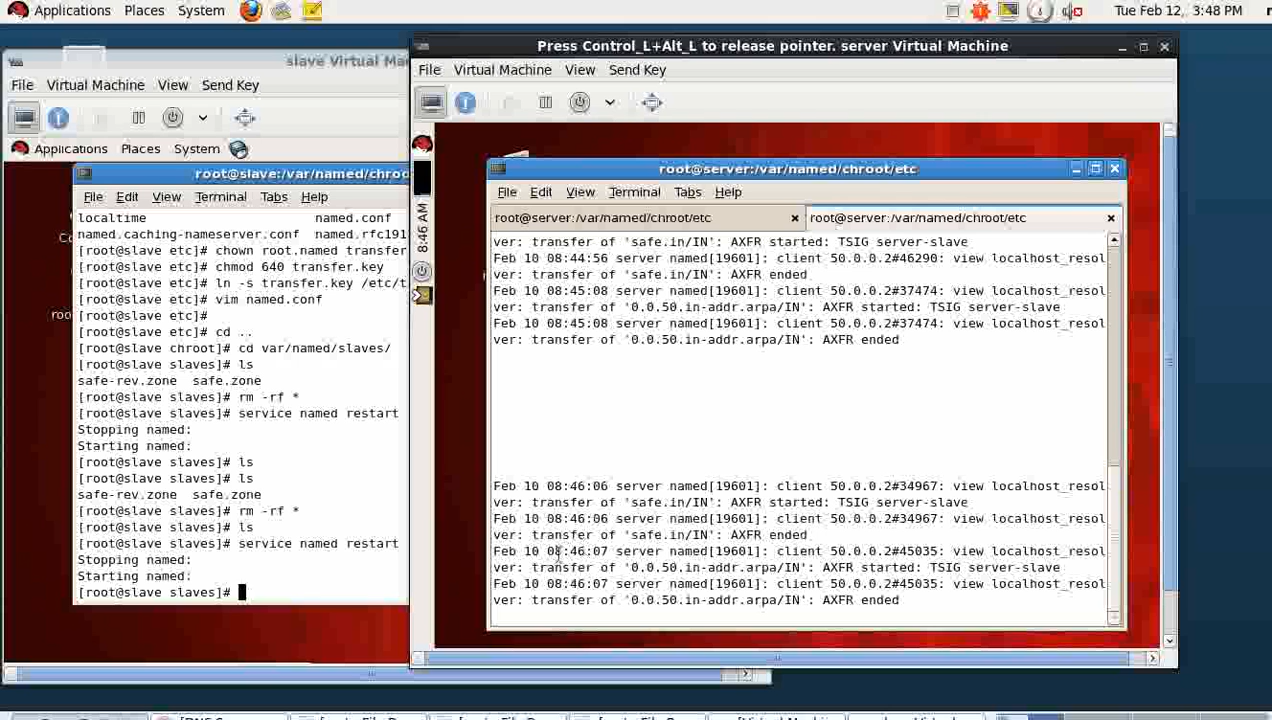 Applications Places System Tue Feb 12, 3:48 PM
slave Virtual Ma
File Virtual Machine View Send Key
Applications Places System
root@slave:/var/named/chroo
File Edit View Terminal Tabs Help
localtime named.conf
named.caching-nameserver.conf named.rfc191
[root@slave etc]# chown root.named transfer
[root@slave etc]# chmod 640 transfer.key
[root@slave etc]# ln -s transfer.key /etc/t
[root@slave etc]# vim named.conf
[root@slave etc]#
[root@slave etc]# cd ..
[root@slave chroot]# cd var/named/slaves/
[root@slave slaves]# ls
safe-rev.zone safe.zone
[root@slave slaves]# rm -rf *
[root@slave slaves]# service named restart
Stopping named:
Starting named:
[root@slave slaves]# ls
[root@slave slaves]# ls
safe-rev.zone safe.zone
[root@slave slaves]# rm -rf *
[root@slave slaves]# ls
[root@slave slaves]# service named restart
Stopping named:
Starting named:
[root@slave slaves]#
Press Control_L+Alt_L to release pointer. server Virtual Machine
File Virtual Machine View Send Key
8:46 AM
root@server:/var/named/chroot/etc
File Edit View Terminal Tabs Help
root@server:/var/named/chroot/etc root@server:/var/named/chroot/etc
ver: transfer of 'safe.in/IN': AXFR started: TSIG server-slave
Feb 10 08:44:56 server named[19601]: client 50.0.0.2#46290: view localhost_resol
ver: transfer of 'safe.in/IN': AXFR ended
Feb 10 08:45:08 server named[19601]: client 50.0.0.2#37474: view localhost_resol
ver: transfer of '0.0.50.in-addr.arpa/IN': AXFR started: TSIG server-slave
Feb 10 08:45:08 server named[19601]: client 50.0.0.2#37474: view localhost_resol
ver: transfer of '0.0.50.in-addr.arpa/IN': AXFR ended
Feb 10 08:46:06 server named[19601]: client 50.0.0.2#34967: view localhost_resol
ver: transfer of 'safe.in/IN': AXFR started: TSIG server-slave
Feb 10 08:46:06 server named[19601]: client 50.0.0.2#34967: view localhost_resol
ver: transfer of 'safe.in/IN': AXFR ended
Feb 10 08:46:07 server named[19601]: client 50.0.0.2#45035: view localhost_resol
ver: transfer of '0.0.50.in-addr.arpa/IN': AXFR started: TSIG server-slave
Feb 10 08:46:07 server named[19601]: client 50.0.0.2#45035: view localhost_resol
ver: transfer of '0.0.50.in-addr.arpa/IN': AXFR ended